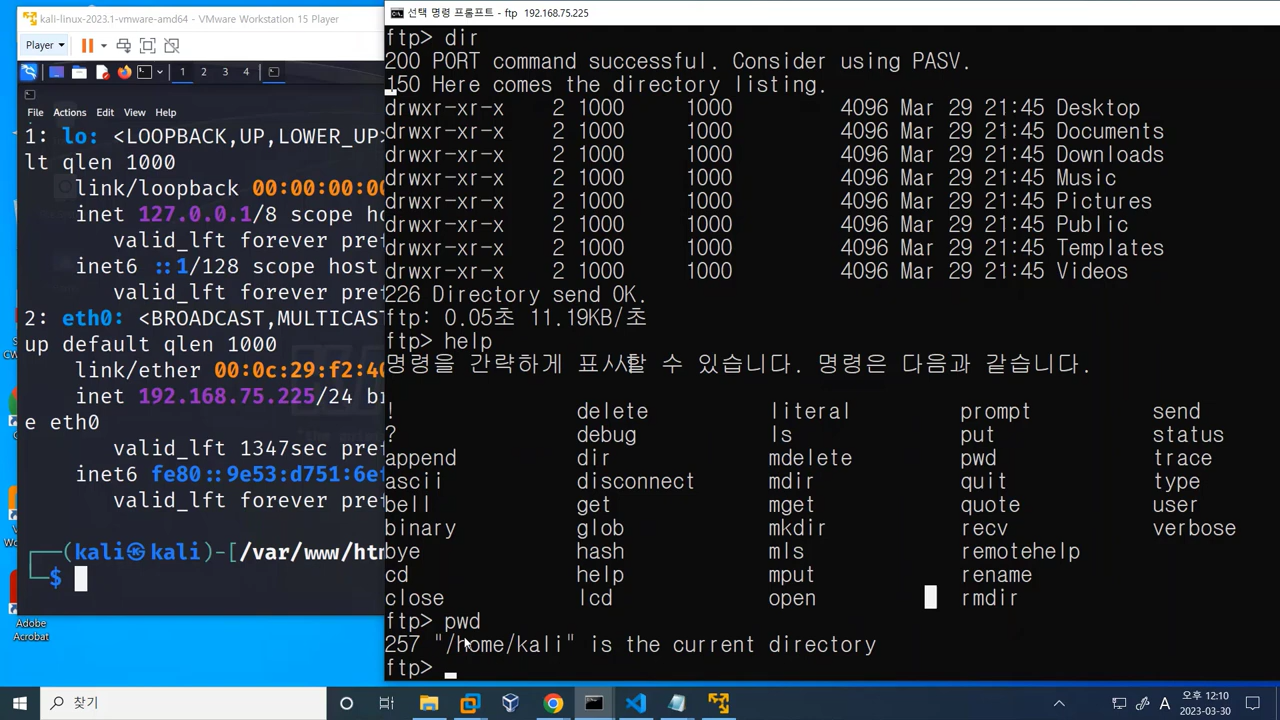 kali-linux-2023.1-vmware-amd64 - VMware Workstation 15 Player
Player
1 2 3 4
File Actions Edit View Help
1: lo: <LOOPBACK,UP,LOWER_UP>
lt qlen 1000
link/loopback 00:00:00:00
inet 127.0.0.1/8 scope ho
valid_lft forever pref
inet6 ::1/128 scope host
valid_lft forever pref
2: eth0: <BROADCAST,MULTICAST
up default qlen 1000
link/ether 00:0c:29:f2:40
inet 192.168.75.225/24 br
e eth0
valid_lft 1347sec pref
inet6 fe80::9e53:d751:6ef
valid_lft forever pref
(kali㉿kali)-[/var/www/htm
$
Adobe
Acrobat
선택 명령 프롬프트 - ftp 192.168.75.225
ftp> dir
200 PORT command successful. Consider using PASV.
150 Here comes the directory listing.
drwxr-xr-x 2 1000 1000 4096 Mar 29 21:45 Desktop
drwxr-xr-x 2 1000 1000 4096 Mar 29 21:45 Documents
drwxr-xr-x 2 1000 1000 4096 Mar 29 21:45 Downloads
drwxr-xr-x 2 1000 1000 4096 Mar 29 21:45 Music
drwxr-xr-x 2 1000 1000 4096 Mar 29 21:45 Pictures
drwxr-xr-x 2 1000 1000 4096 Mar 29 21:45 Public
drwxr-xr-x 2 1000 1000 4096 Mar 29 21:45 Templates
drwxr-xr-x 2 1000 1000 4096 Mar 29 21:45 Videos
226 Directory send OK.
ftp: 0.05초 11.19KB/초
ftp> help
명령을 간략하게 표시할 수 있습니다. 명령은 다음과 같습니다.
! delete literal prompt send
? debug ls put status
append dir mdelete pwd trace
ascii disconnect mdir quit type
bell get mget quote user
binary glob mkdir recv verbose
bye hash mls remotehelp
cd help mput rename
close lcd open rmdir
ftp> pwd
257 "/home/kali" is the current directory
ftp>
찾기
A
오후 12:10
2023-03-30